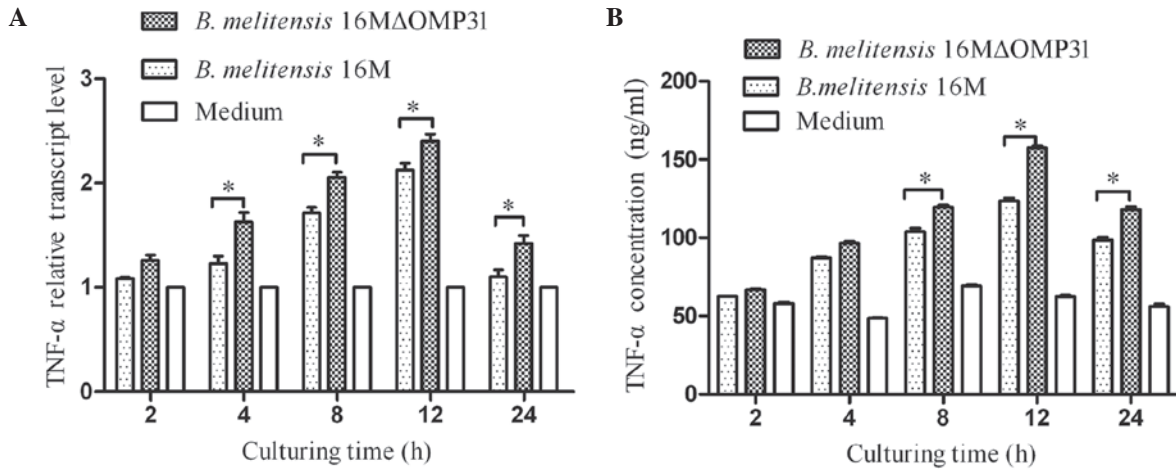 A
B. melitensis 16MΔOMP31
B. melitensis 16M
Medium
TNF-α relative transcript level
3
2
1
0
*
*
*
*
2 4 8 12 24
Culturing time (h)
B
B. melitensis 16MΔOMP31
B.melitensis 16M
Medium
TNF-α concentration (ng/ml)
200
150
100
50
0
*
*
*
2 4 8 12 24
Culturing time (h)